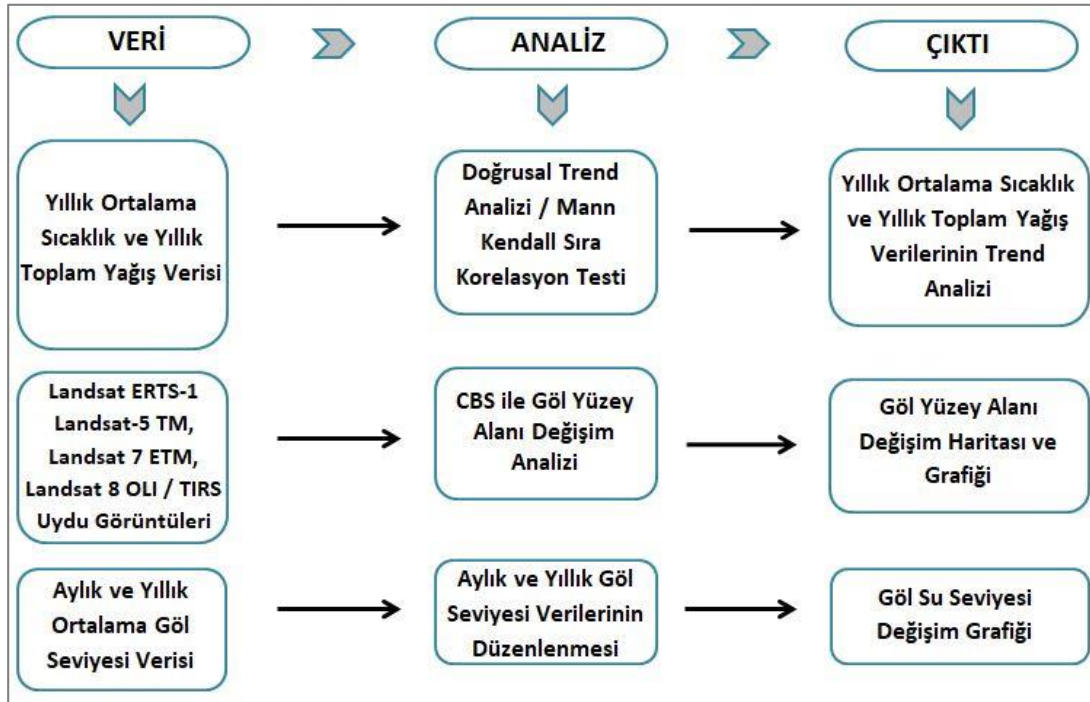 VERİ
ANALİZ
ÇIKTI
Yıllık Ortalama
Sıcaklık ve Yıllık
Toplam Yağış Verisi
Doğrusal Trend
Analizi / Mann
Kendall Sıra
Korelasyon Testi
Yıllık Ortalama Sıcaklık
ve Yıllık Toplam Yağış
Verilerinin Trend
Analizi
Landsat ERTS-1
Landsat-5 TM,
Landsat 7 ETM,
Landsat 8 OLI / TIRS
Uydu Görüntüleri
CBS ile Göl Yüzey
Alanı Değişim
Analizi
Göl Yüzey Alanı
Değişim Haritası ve
Grafiği
Aylık ve Yıllık
Ortalama Göl
Seviyesi Verisi
Aylık ve Yıllık Göl
Seviyesi Verilerinin
Düzenlenmesi
Göl Su Seviyesi
Değişim Grafiği